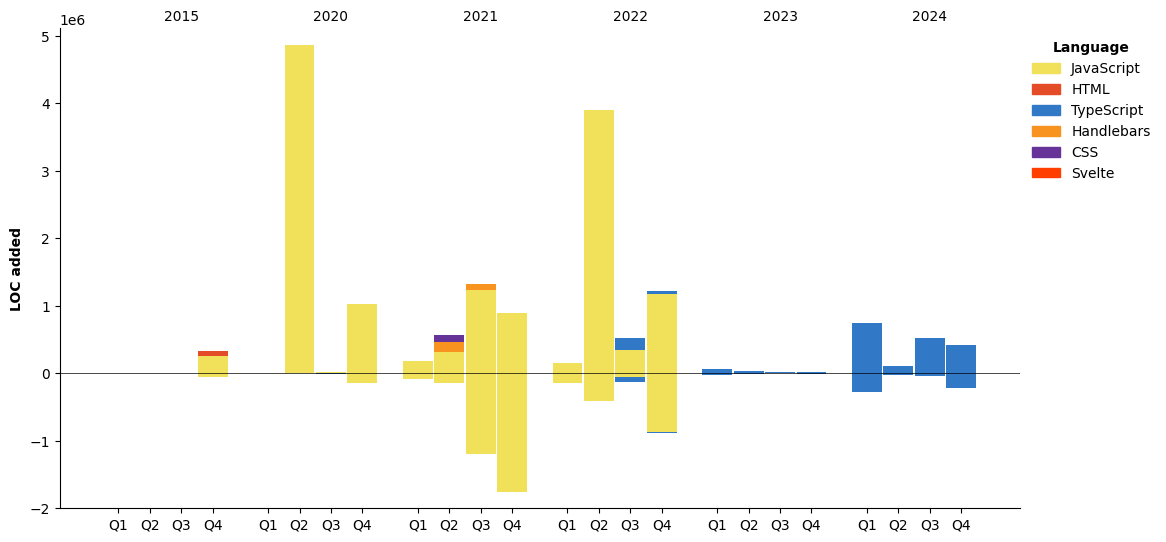 1e6
2015 2020 2021 2022 2023 2024
5
4
3
2
1
0
−1
−2
LOC added
Q1 Q2 Q3 Q4 Q1 Q2 Q3 Q4 Q1 Q2 Q3 Q4 Q1 Q2 Q3 Q4 Q1 Q2 Q3 Q4 Q1 Q2 Q3 Q4
Language
JavaScript
HTML
TypeScript
Handlebars
CSS
Svelte